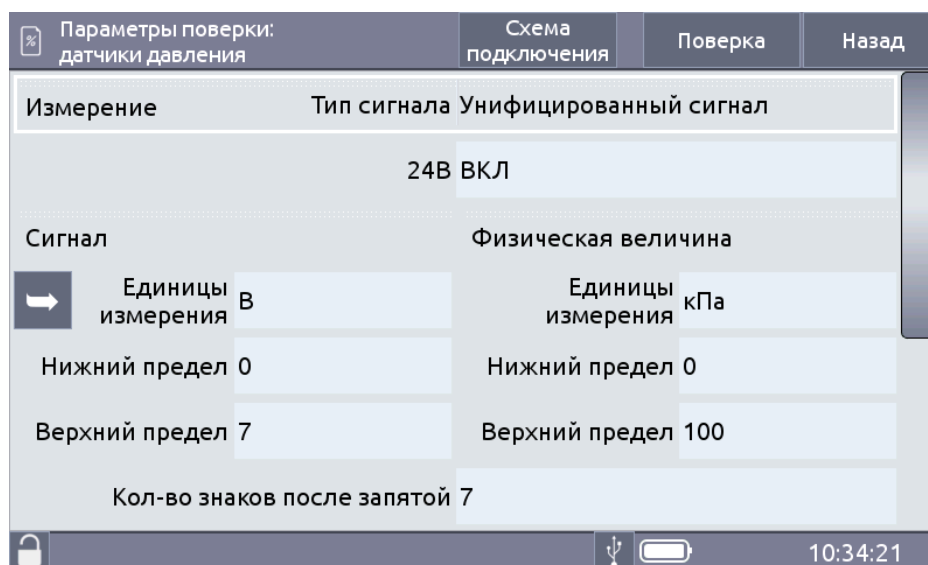 Параметры поверки:
датчики давления
Схема
подключения
Поверка
Назад
Измерение Тип сигнала Унифицированный сигнал
24В ВКЛ
Сигнал Физическая величина
Единицы
измерения В
Единицы
измерения кПа
Нижний предел 0 Нижний предел 0
Верхний предел 7 Верхний предел 100
Кол-во знаков после запятой 7
10:34:21